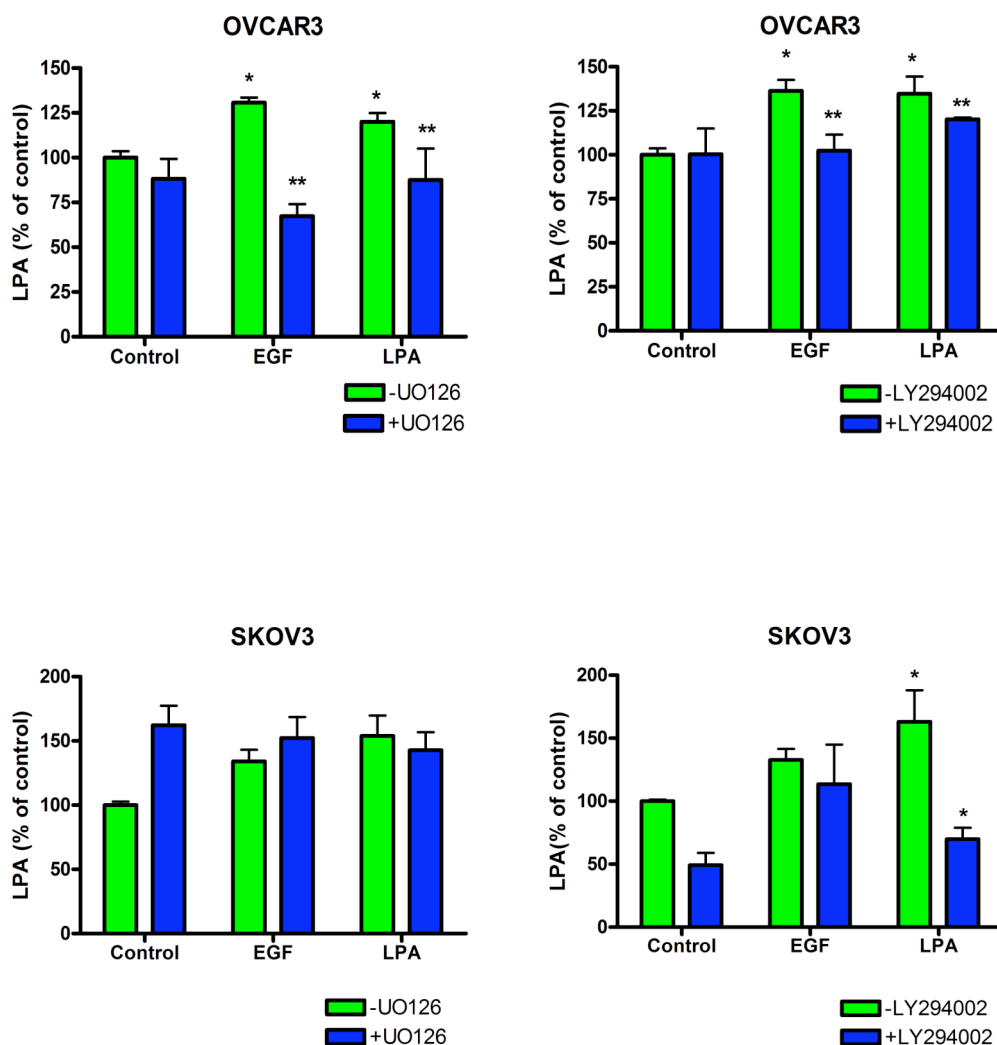 OVCAR3
150
125
100
75
50
25
0
LPA (% of control)
*
*
**
**
Control EGF LPA
-UO126
+UO126
OVCAR3
150
125
100
75
50
25
0
LPA (% of control)
*
*
**
**
Control EGF LPA
-LY294002
+LY294002
SKOV3
200
150
100
50
0
LPA (% of control)
Control EGF LPA
-UO126
+UO126
SKOV3
200
150
100
50
0
LPA(% of control)
*
*
Control EGF LPA
-LY294002
+LY294002